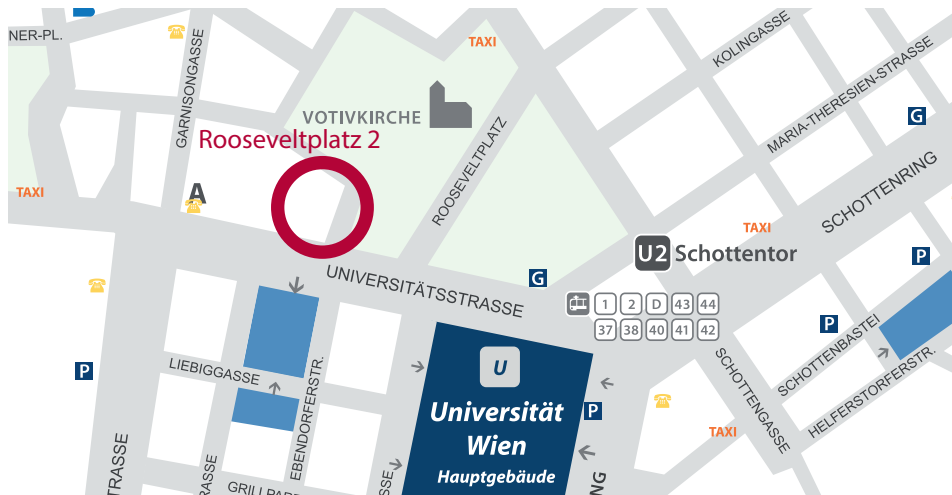 NER-PL.
GARNISONGASSE
TAXI
KOLINGASSE
MARIA-THERESIEN-STRASSE
VOTIVKIRCHE
G
Rooseveltplatz 2
ROOSEVELTPLATZ
TAXI
A
SCHOTTENRING
TAXI
U2 Schottentor
P
UNIVERSITÄTSSTRASSE
G
1 2 D 43 44
37 38 40 41 42
P
SCHOTTENBASTEI
P
LIEBIGGASSE
U
SCHOTTENGASSE
HELFERSTORFERSTR.
EBENDORFERSTR.
Universität
Wien
Hauptgebäude
P
TAXI
TRASSE
RASSE
GRILLPAR
SSE
NG